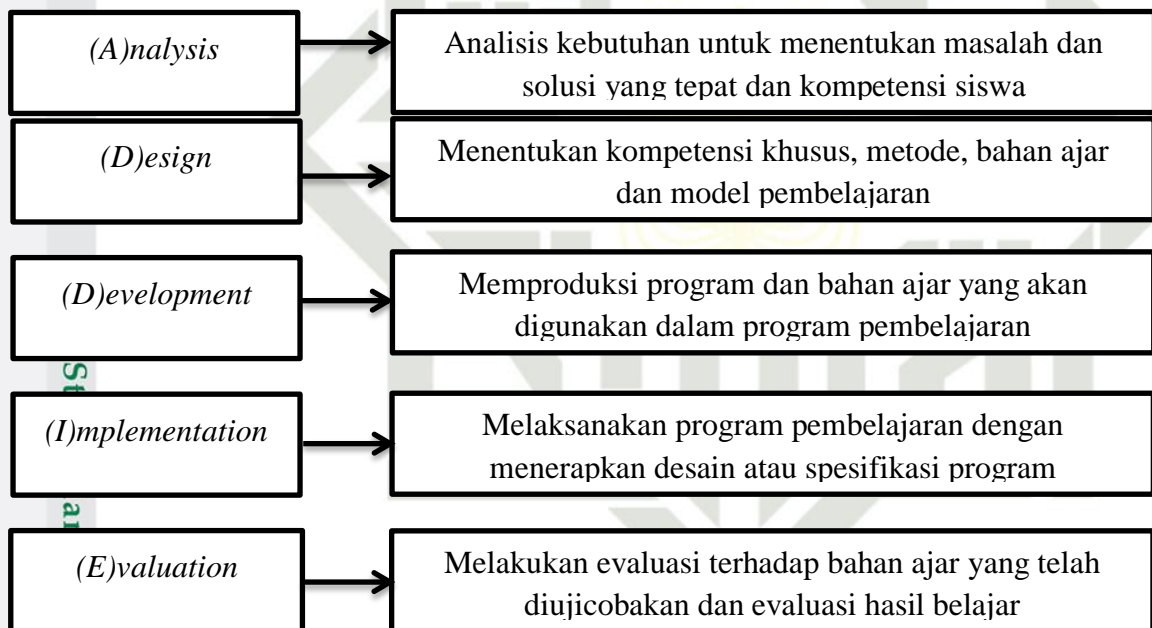 (A)nalysis
Analisis kebutuhan untuk menentukan masalah dan
solusi yang tepat dan kompetensi siswa
(D)esign
Menentukan kompetensi khusus, metode, bahan ajar
dan model pembelajaran
(D)evelopment
Memproduksi program dan bahan ajar yang akan
digunakan dalam program pembelajaran
(I)mplementation
Melaksanakan program pembelajaran dengan
menerapkan desain atau spesifikasi program
(E)valuation
Melakukan evaluasi terhadap bahan ajar yang telah
diujicobakan dan evaluasi hasil belajar